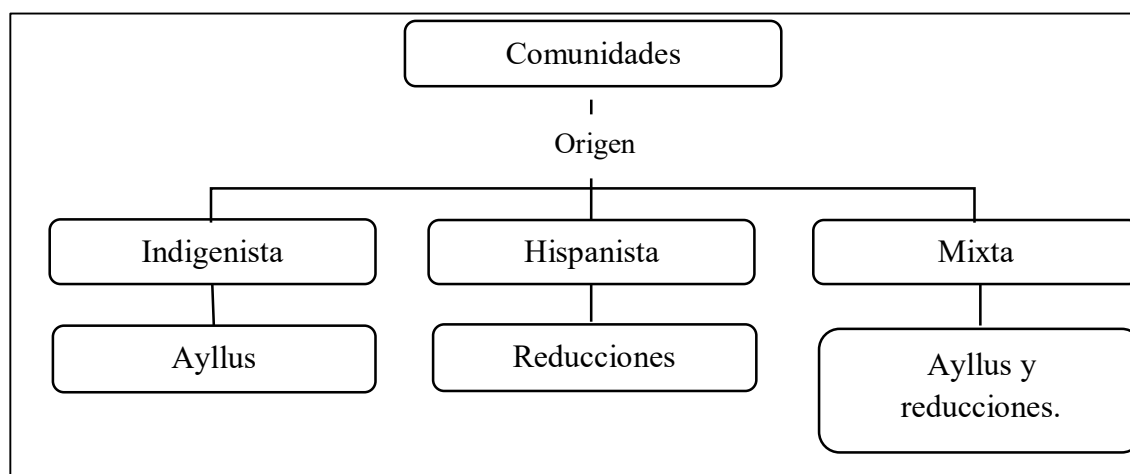 Comunidades
Origen
Indigenista
Hispanista
Mixta
Ayllus
Reducciones
Ayllus y
reducciones.